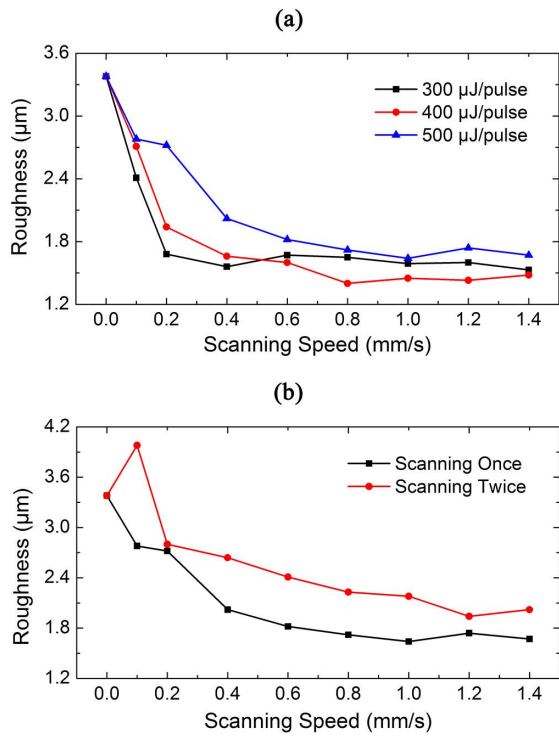 (a)
3.6
3.0
2.4
1.8
1.2
Roughness (μm)
300 μJ/pulse
400 μJ/pulse
500 μJ/pulse
0.0 0.2 0.4 0.6 0.8 1.0 1.2 1.4
Scanning Speed (mm/s)
(b)
4.2
3.6
3.0
2.4
1.8
1.2
Roughness (μm)
Scanning Once
Scanning Twice
0.0 0.2 0.4 0.6 0.8 1.0 1.2 1.4
Scanning Speed (mm/s)